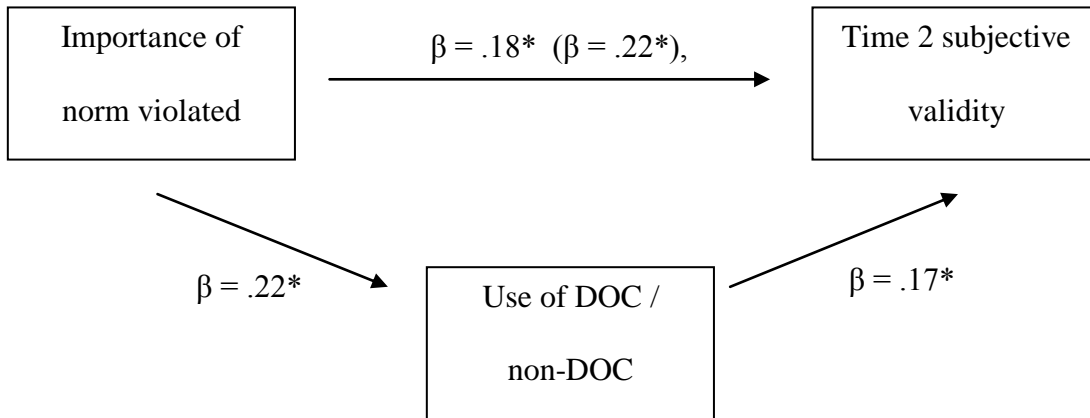 Importance of
norm violated
β = .18* (β = .22*),
Time 2 subjective
validity
β = .22*
Use of DOC /
non-DOC
β = .17*